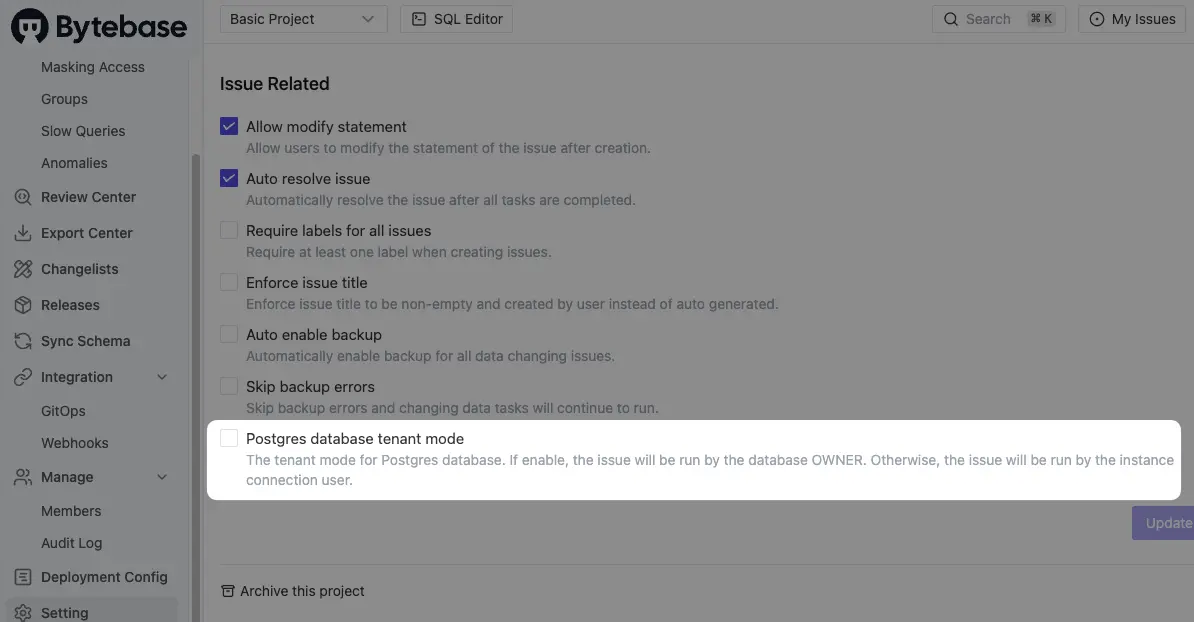 Bytebase
Basic Project
SQL Editor
Search
⌘ K
My Issues
Masking Access
Groups
Slow Queries
Anomalies
Review Center
Export Center
Changelists
Releases
Sync Schema
Integration
GitOps
Webhooks
Manage
Members
Audit Log
Deployment Config
Setting
Issue Related
Allow modify statement
Allow users to modify the statement of the issue after creation.
Auto resolve issue
Automatically resolve the issue after all tasks are completed.
Require labels for all issues
Require at least one label when creating issues.
Enforce issue title
Enforce issue title to be non-empty and created by user instead of auto generated.
Auto enable backup
Automatically enable backup for all data changing issues.
Skip backup errors
Skip backup errors and changing data tasks will continue to run.
Postgres database tenant mode
The tenant mode for Postgres database. If enable, the issue will be run by the database OWNER. Otherwise, the issue will be run by the instance
connection user.
Update
Archive this project